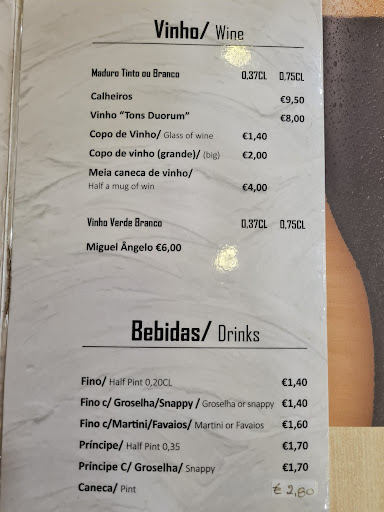 Vinho/ Wine
Maduro Tinto ou Branco 0,37CL 0,75CL
Calheiros €9,50
Vinho “Tons Duorum” €8,00
Copo de Vinho/ Glass of wine €1,40
Copo de vinho (grande)/ (big) €2,00
Meia caneca de vinho/
Half a mug of win €4,00
Vinho Verde Branco 0,37CL 0,75CL
Miguel Ângelo €6,00
Bebidas/ Drinks
Fino/ Half Pint 0,20CL €1,40
Fino c/ Groselha/Snappy / Groselha or snappy €1,40
Fino c/Martini/Favaios/ Martini or Favaios €1,60
Príncipe/ Half Pint 0,35 €1,70
Príncipe C/ Groselha/ Snappy €1,70
Caneca/ Pint € 2,80